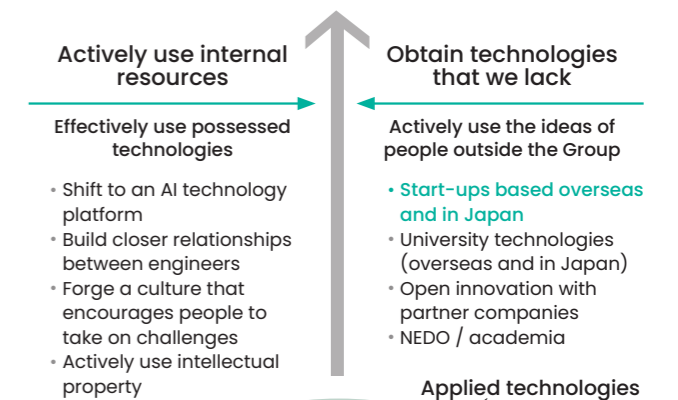 Actively use internal
resources
Effectively use possessed
technologies
• Shift to an AI technology
platform
• Build closer relationships
between engineers
• Forge a culture that
encourages people to
take on challenges
• Actively use intellectual
property
Obtain technologies
that we lack
Actively use the ideas of
people outside the Group
• Start-ups based overseas
and in Japan
• University technologies
(overseas and in Japan)
• Open innovation with
partner companies
• NEDO / academia
Applied technologies